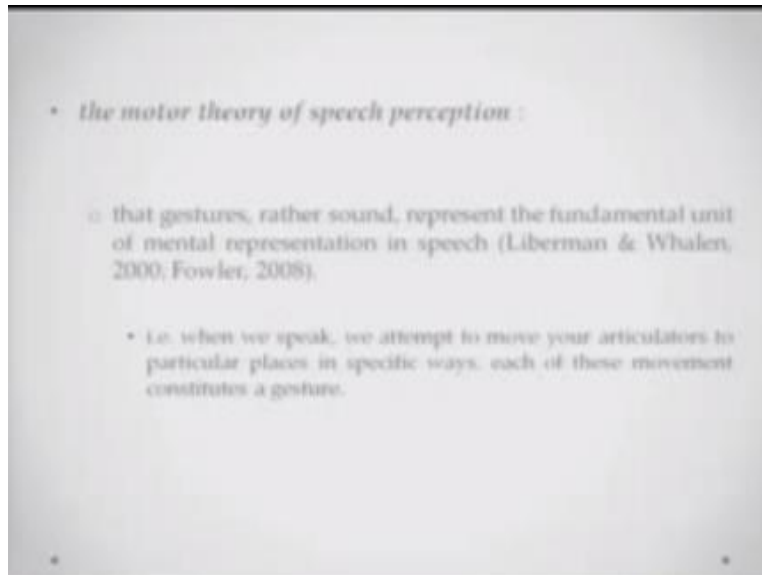 • the motor theory of speech perception :
o that gestures, rather sound, represent the fundamental unit
of mental representation in speech (Liberman & Whalen,
2000, Fowler, 2008).
• i.e. when we speak, we attempt to move your articulators to
particular places in specific ways. each of these movement
constitutes a gesture.